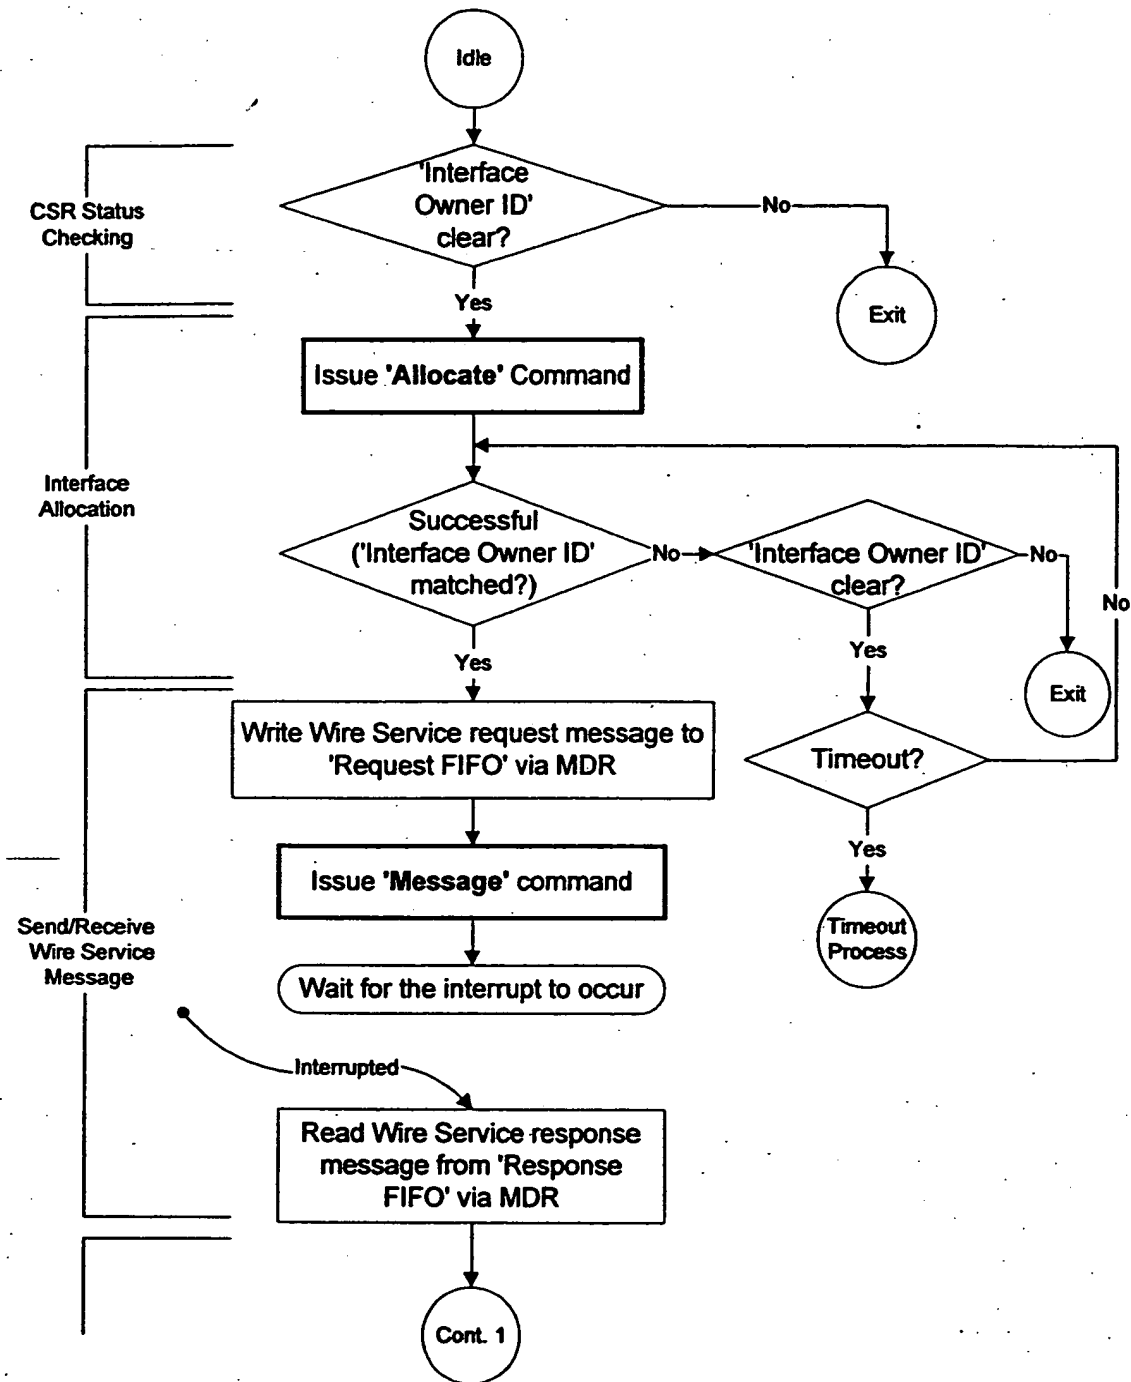 Idle
'Interface
Owner ID'
clear?
No
CSR Status
Checking
Yes
Exit
Issue 'Allocate' Command
Interface
Allocation
Successful
('Interface Owner ID'
matched?)
No
'Interface Owner ID'
clear?
No
No
Yes
Yes
Exit
Write Wire Service request message to
'Request FIFO' via MDR
Timeout?
Yes
Issue 'Message' command
Timeout
Process
Send/Receive
Wire Service
Message
Wait for the interrupt to occur
Interrupted
Read Wire Service response
message from 'Response
FIFO' via MDR
Cont. 1